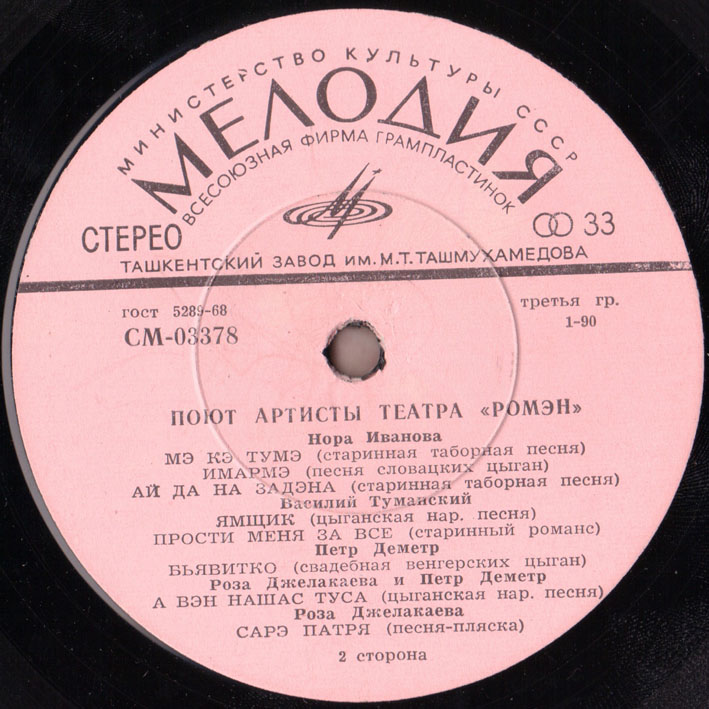 МИНИСТЕРСТВО КУЛЬТУРЫ СССР
МЕЛОДИЯ
ВСЕСОЮЗНАЯ ФИРМА ГРАМПЛАСТИНОК
СТЕРЕО
33
ТАШКЕНТСКИЙ ЗАВОД ИМ. М.Т. ТАШМУХАМЕДОВА
гост 5289-68
третья гр.
СМ-03378
1-90
ПОЮТ АРТИСТЫ ТЕАТРА «РОМЭН»
Нора Иванова
МЭ КЭ ТУМЭ (старинная таборная песня)
ИМАРМЭ (песня словацких цыган)
АЙ ДА НА ЗАДЭНА (старинная таборная песня)
Василий Туманский
ЯМЩИК (цыганская нар. песня)
ПРОСТИ МЕНЯ ЗА ВСЕ (старинный романс)
Петр Деметр
БЬЯВИТКО (свадебная венгерских цыган)
Роза Джелакаева и Петр Деметр
А ВЭН НАШАС ТУСА (цыганская нар. песня)
Роза Джелакаева
САРЭ ПАТРЯ (песня-пляска)
2 сторона